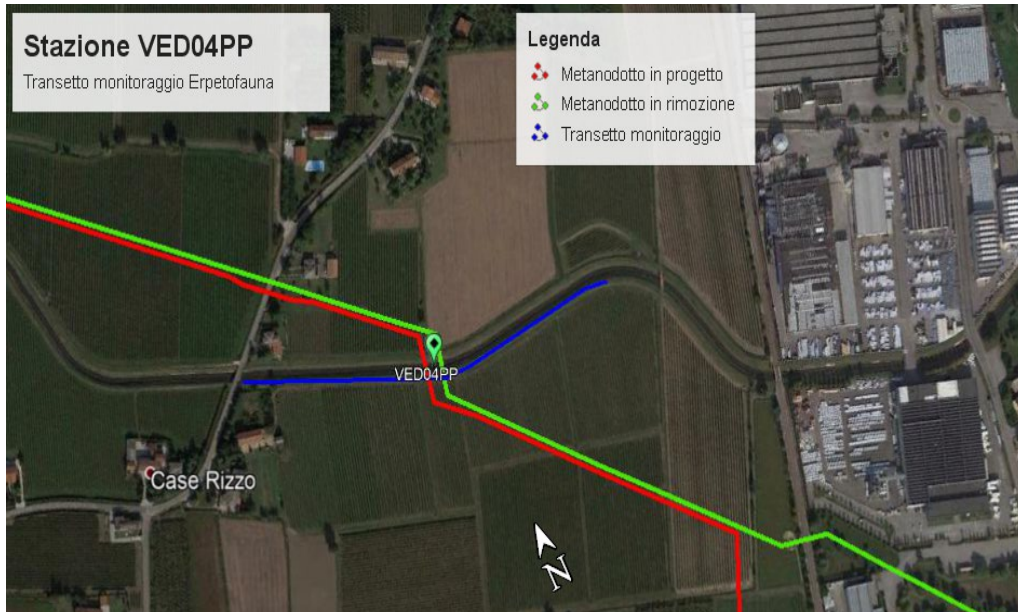 Stazione VED04PP
Transetto monitoraggio Erpetofauna
Legenda
Metanodotto in progetto
Metanodotto in rimozione
Transetto monitoraggio
VED04PP
Case Rizzo
N